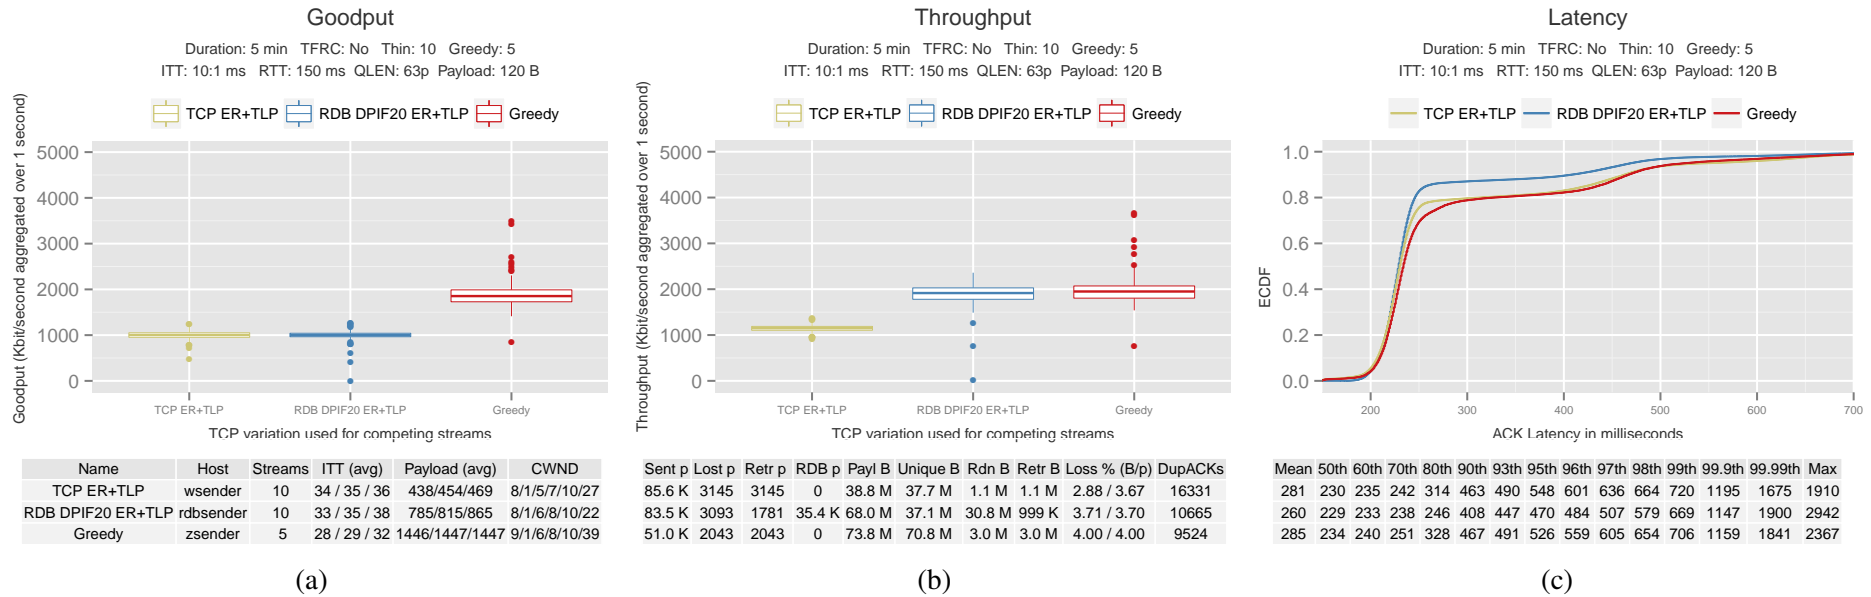 Goodput
Duration: 5 min TFRC: No Thin: 10 Greedy: 5
ITT: 10:1 ms RTT: 150 ms QLEN: 63p Payload: 120 B
TCP ER+TLP RDB DPIF20 ER+TLP Greedy
Goodput (Kbit/second aggregated over 1 second)
5000
4000
3000
2000
1000
0
TCP ER+TLP RDB DPIF20 ER+TLP Greedy
TCP variation used for competing streams
Name Host Streams ITT (avg) Payload (avg) CWND
TCP ER+TLP wsender 10 34 / 35 / 36 438/454/469 8/1/5/7/10/27
RDB DPIF20 ER+TLP rdbsender 10 33 / 35 / 38 785/815/865 8/1/6/8/10/22
Greedy zsender 5 28 / 29 / 32 1446/1447/1447 9/1/6/8/10/39
(a)
Throughput
Duration: 5 min TFRC: No Thin: 10 Greedy: 5
ITT: 10:1 ms RTT: 150 ms QLEN: 63p Payload: 120 B
TCP ER+TLP RDB DPIF20 ER+TLP Greedy
Throughput (Kbit/second aggregated over 1 second)
5000
4000
3000
2000
1000
0
TCP ER+TLP RDB DPIF20 ER+TLP Greedy
TCP variation used for competing streams
Sent p Lost p Retr p RDB p Payl B Unique B Rdn B Retr B Loss % (B/p) DupACKs
85.6 K 3145 3145 0 38.8 M 37.7 M 1.1 M 1.1 M 2.88 / 3.67 16331
83.5 K 3093 1781 35.4 K 68.0 M 37.1 M 30.8 M 999 K 3.71 / 3.70 10665
51.0 K 2043 2043 0 73.8 M 70.8 M 3.0 M 3.0 M 4.00 / 4.00 9524
(b)
Latency
Duration: 5 min TFRC: No Thin: 10 Greedy: 5
ITT: 10:1 ms RTT: 150 ms QLEN: 63p Payload: 120 B
TCP ER+TLP RDB DPIF20 ER+TLP Greedy
ECDF
1.0
0.8
0.6
0.4
0.2
0.0
200 300 400 500 600 700
ACK Latency in milliseconds
Mean 50th 60th 70th 80th 90th 93th 95th 96th 97th 98th 99th 99.9th 99.99th Max
281 230 235 242 314 463 490 548 601 636 664 720 1195 1675 1910
260 229 233 238 246 408 447 470 484 507 579 669 1147 1900 2942
285 234 240 251 328 467 491 526 559 605 654 706 1159 1841 2367
(c)